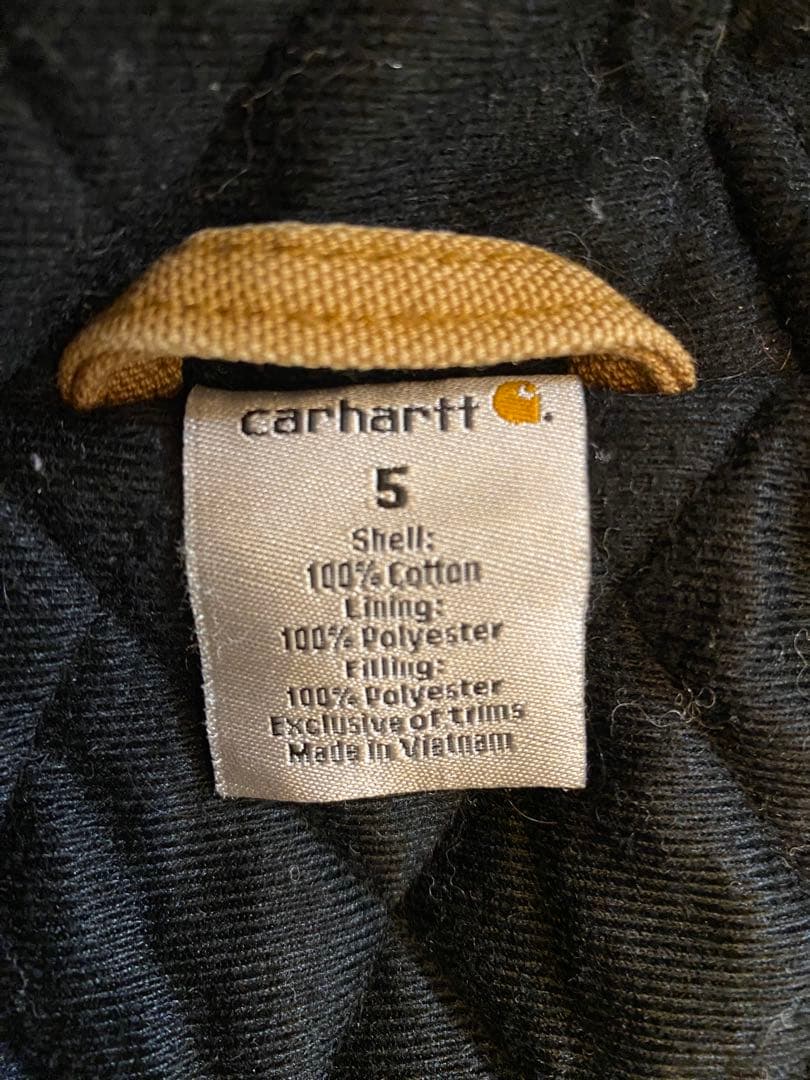 carhartt
5
Shell:
100% Cotton
Lining:
100% Polyester
Filling:
100% Polyester
Exclusive of trims
Made in Vietnam